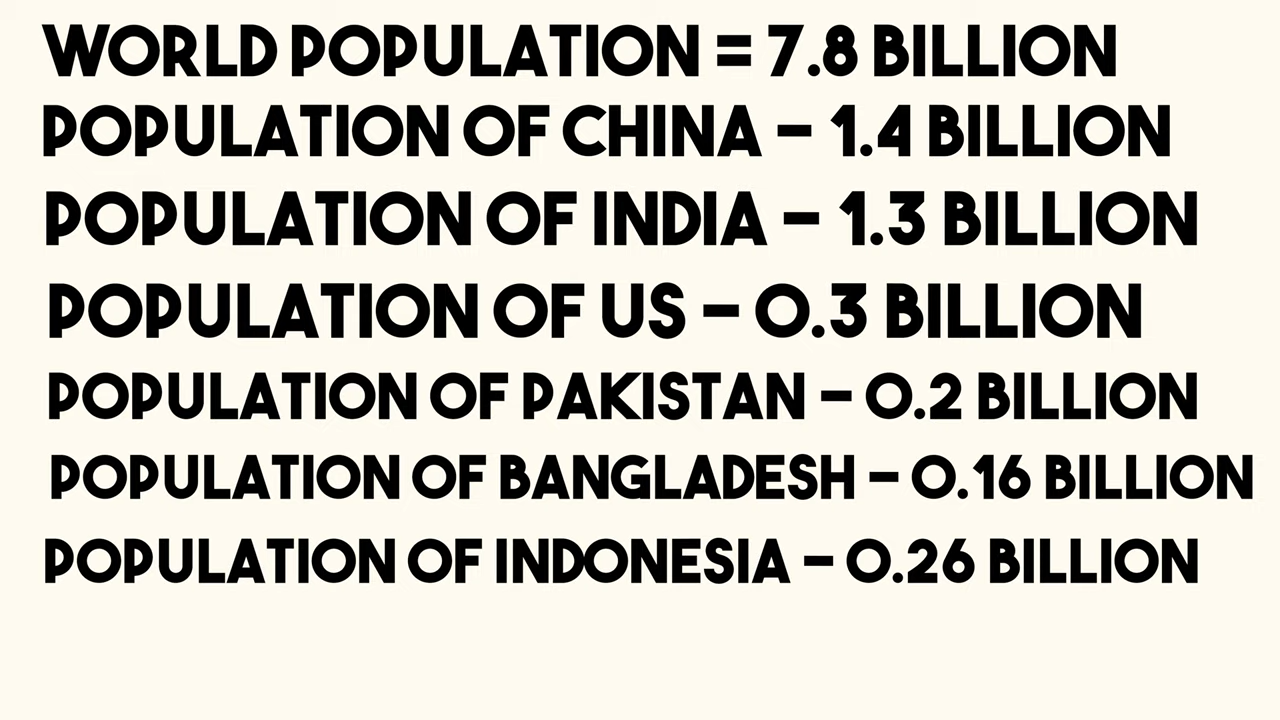 WORLD POPULATION = 7.8 BILLION
POPULATION OF CHINA – 1.4 BILLION
POPULATION OF INDIA – 1.3 BILLION
POPULATION OF US – 0.3 BILLION
POPULATION OF PAKISTAN – 0.2 BILLION
POPULATION OF BANGLADESH – 0.16 BILLION
POPULATION OF INDONESIA – 0.26 BILLION